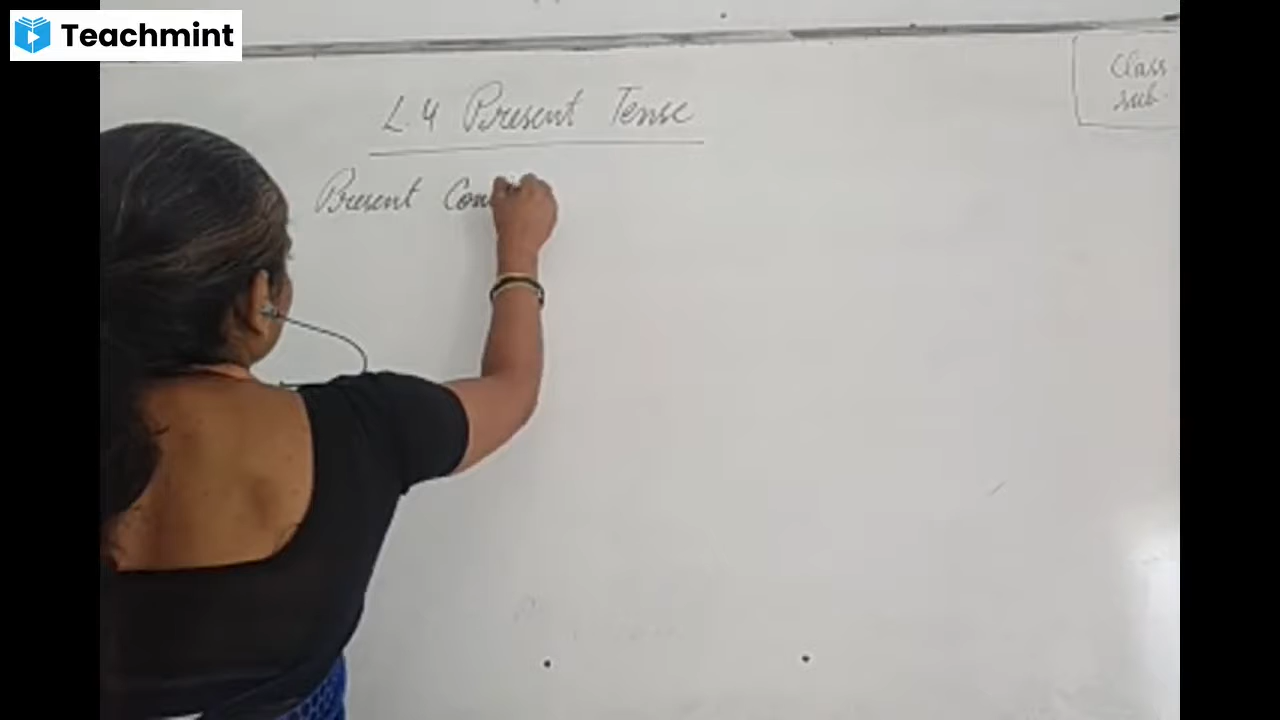 Teachmint
L.4 Present Tense
Class
sub.
Present Con